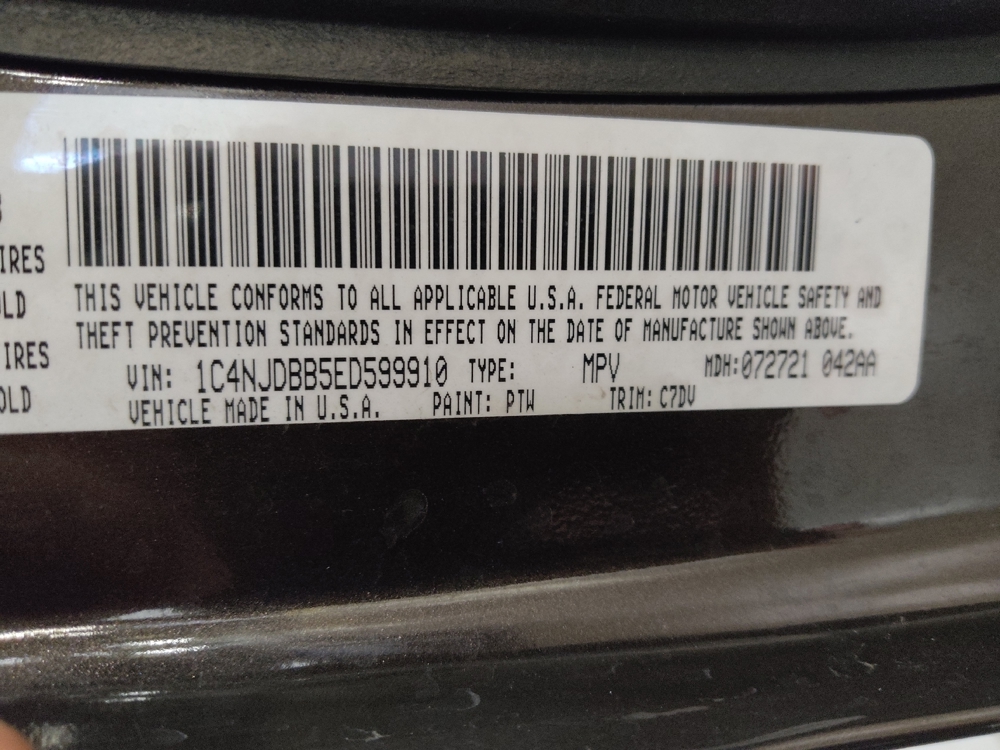 IRES
THIS VEHICLE CONFORMS TO ALL APPLICABLE U.S.A. FEDERAL MOTOR VEHICLE SAFETY AND
THEFT PREVENTION STANDARDS IN EFFECT ON THE DATE OF MANUFACTURE SHOWN ABOVE.
OLD
IRES
VIN: 1C4NJDBB5ED599910 TYPE: MPV MDH: 072721 042AA
OLD
VEHICLE MADE IN U.S.A. PAINT: PTW TRIM: C7DV